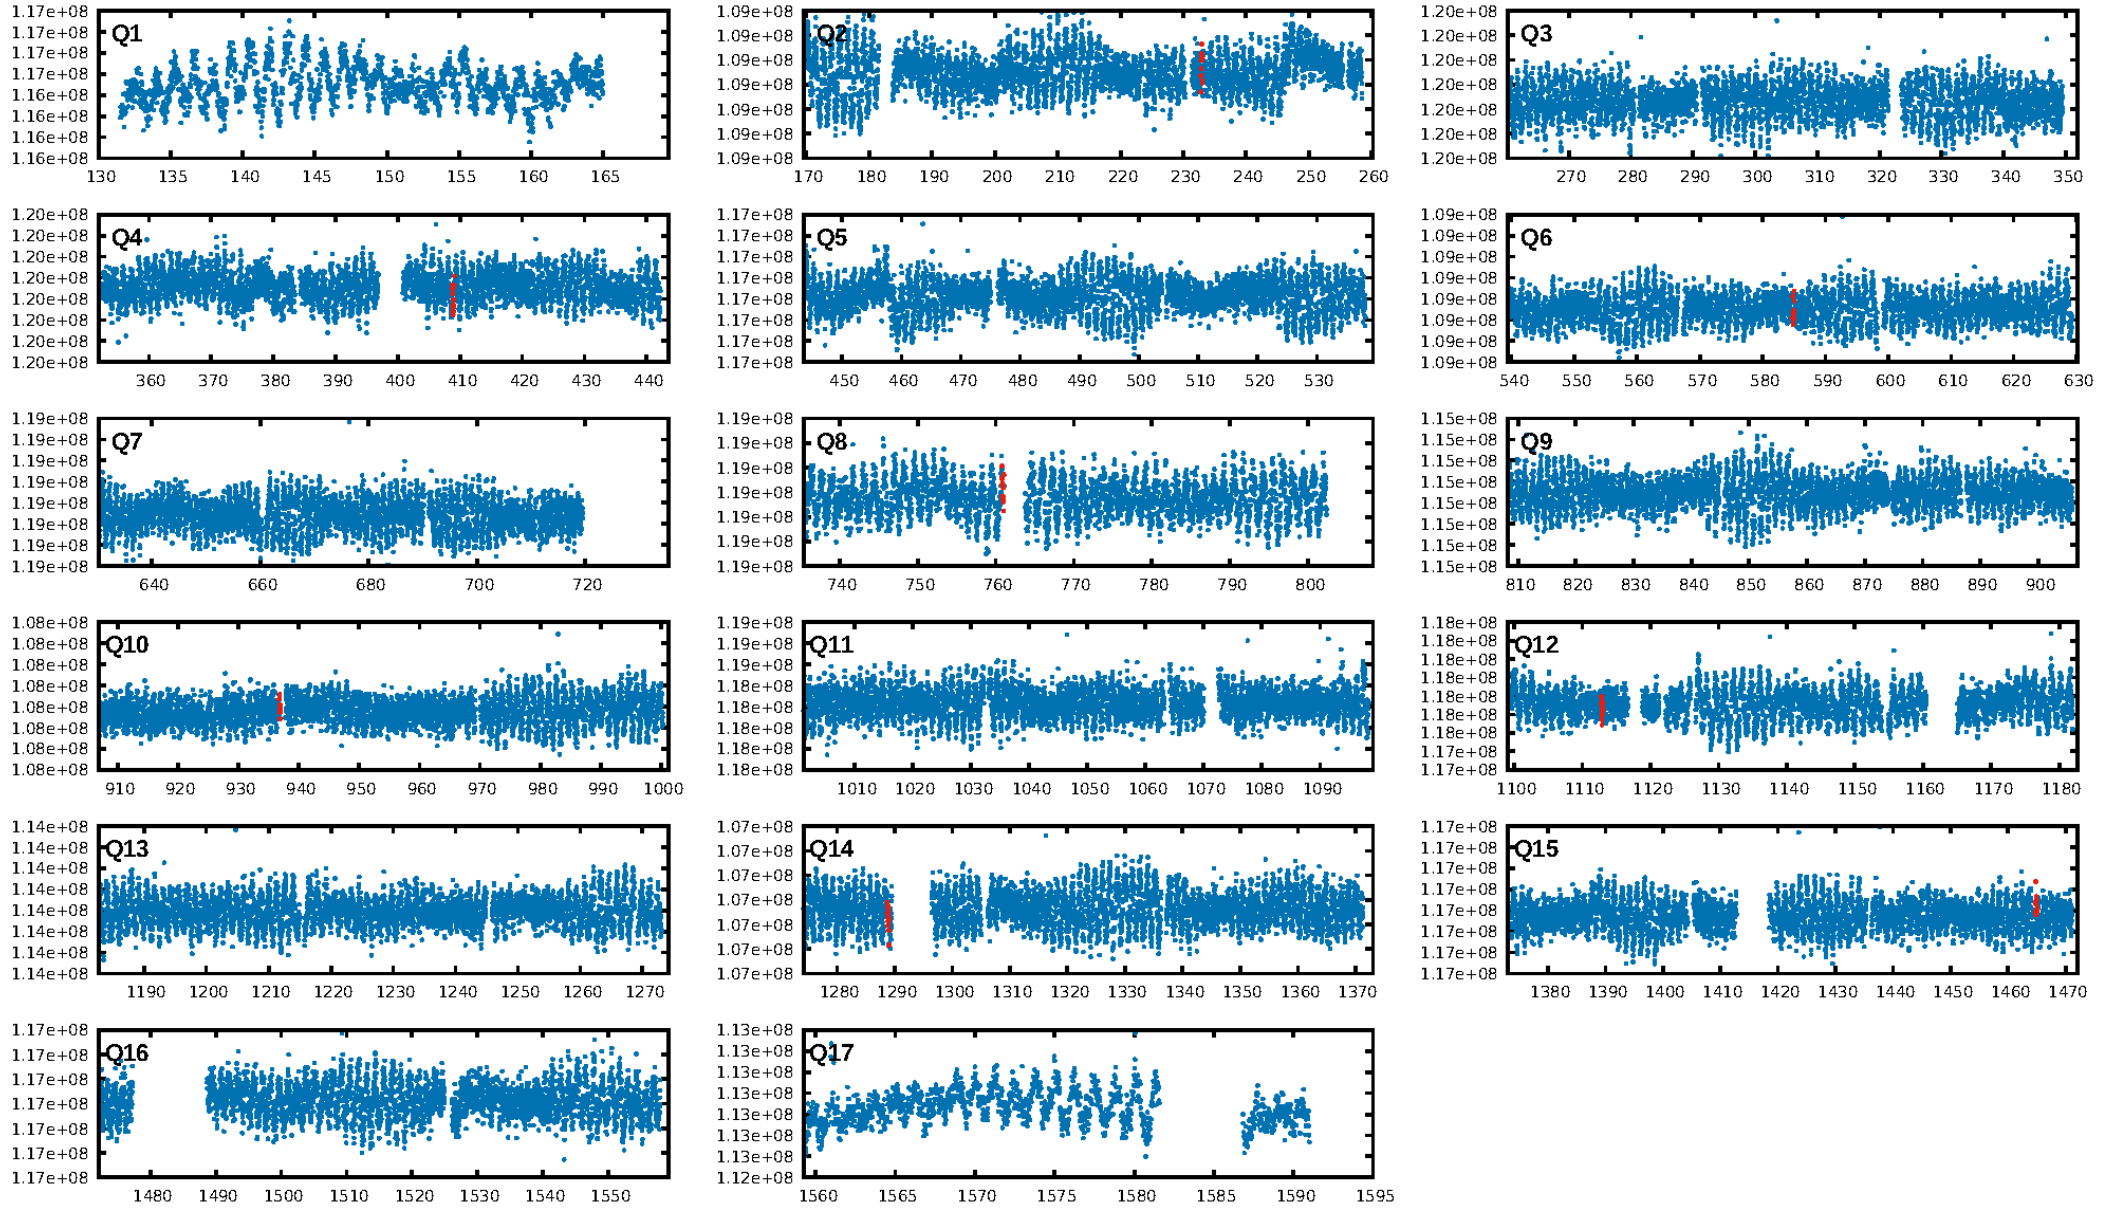 1.17e+08 1.17e+08 1.17e+08 1.17e+08 1.16e+08 1.16e+08 1.16e+08 1.16e+08
Q1
130 135 140 145 150 155 160 165
1.09e+08 1.09e+08 1.09e+08 1.09e+08 1.09e+08 1.09e+08 1.09e+08
Q2
170 180 190 200 210 220 230 240 250 260
1.20e+08 1.20e+08 1.20e+08 1.20e+08 1.20e+08 1.20e+08 1.20e+08
Q3
270 280 290 300 310 320 330 340 350
1.20e+08 1.20e+08 1.20e+08 1.20e+08 1.20e+08 1.20e+08 1.20e+08 1.20e+08
Q4
360 370 380 390 400 410 420 430 440
1.17e+08 1.17e+08 1.17e+08 1.17e+08 1.17e+08 1.17e+08 1.17e+08 1.17e+08
Q5
450 460 470 480 490 500 510 520 530
1.09e+08 1.09e+08 1.09e+08 1.09e+08 1.09e+08 1.09e+08 1.09e+08 1.09e+08
Q6
540 550 560 570 580 590 600 610 620 630
1.19e+08 1.19e+08 1.19e+08 1.19e+08 1.19e+08 1.19e+08 1.19e+08 1.19e+08
Q7
640 660 680 700 720
1.19e+08 1.19e+08 1.19e+08 1.19e+08 1.19e+08 1.19e+08 1.19e+08
Q8
740 750 760 770 780 790 800
1.15e+08 1.15e+08 1.15e+08 1.15e+08 1.15e+08 1.15e+08 1.15e+08 1.15e+08
Q9
810 820 830 840 850 860 870 880 890 900
1.08e+08 1.08e+08 1.08e+08 1.08e+08 1.08e+08 1.08e+08 1.08e+08 1.08e+08
Q10
910 920 930 940 950 960 970 980 990 1000
1.19e+08 1.19e+08 1.19e+08 1.18e+08 1.18e+08 1.18e+08 1.18e+08 1.18e+08
Q11
1010 1020 1030 1040 1050 1060 1070 1080 1090
1.18e+08 1.18e+08 1.18e+08 1.18e+08 1.18e+08 1.18e+08 1.18e+08 1.17e+08 1.17e+08
Q12
1100 1110 1120 1130 1140 1150 1160 1170 1180
1.14e+08 1.14e+08 1.14e+08 1.14e+08 1.14e+08 1.14e+08 1.14e+08 1.14e+08
Q13
1190 1200 1210 1220 1230 1240 1250 1260 1270
1.07e+08 1.07e+08 1.07e+08 1.07e+08 1.07e+08 1.07e+08 1.07e+08
Q14
1280 1290 1300 1310 1320 1330 1340 1350 1360 1370
1.17e+08 1.17e+08 1.17e+08 1.17e+08 1.17e+08 1.17e+08 1.17e+08 1.17e+08
Q15
1380 1390 1400 1410 1420 1430 1440 1450 1460 1470
1.17e+08 1.17e+08 1.17e+08 1.17e+08 1.17e+08 1.17e+08 1.17e+08
Q16
1480 1490 1500 1510 1520 1530 1540 1550
1.13e+08 1.13e+08 1.13e+08 1.13e+08 1.13e+08 1.13e+08 1.13e+08 1.12e+08
Q17
1560 1565 1570 1575 1580 1585 1590 1595